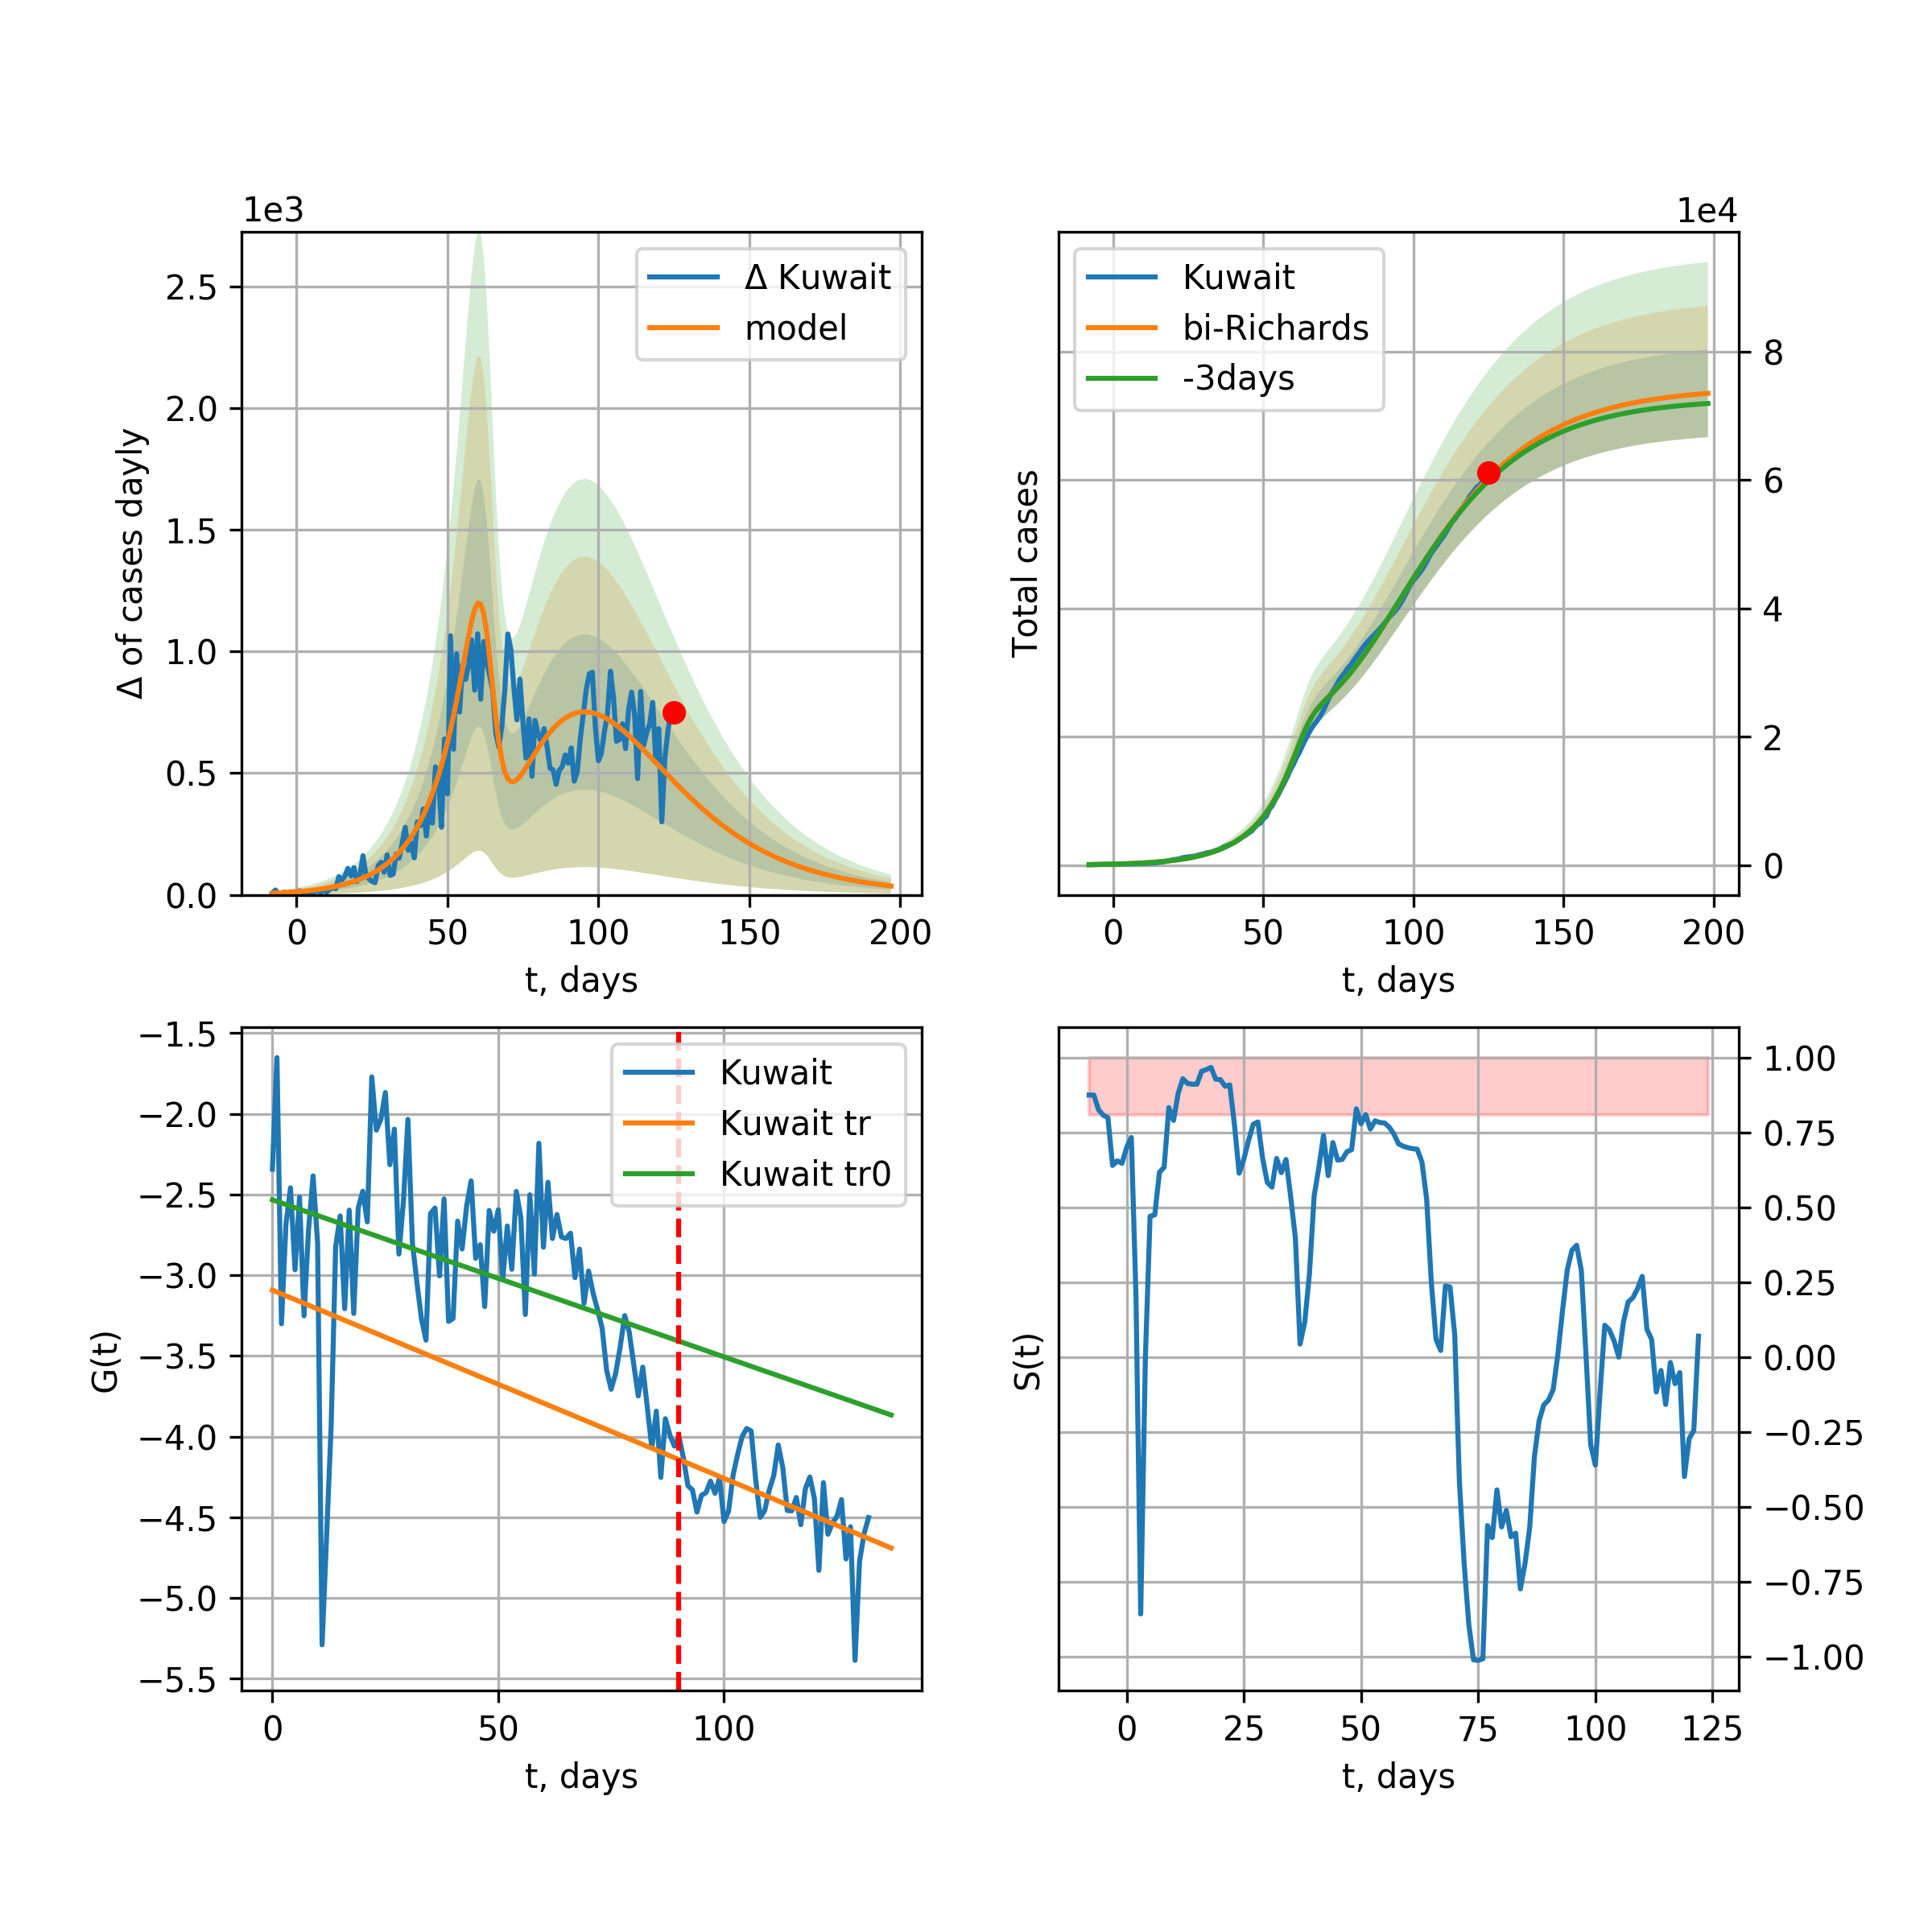 1e3
Δ of cases dayly
2.5
2.0
1.5
1.0
0.5
0.0
Δ Kuwait
model
0 50 100 150 200
t, days
1e4
Total cases
Kuwait
bi-Richards
-3days
8
6
4
2
0
0 50 100 150 200
t, days
G(t)
−1.5
−2.0
−2.5
−3.0
−3.5
−4.0
−4.5
−5.0
−5.5
Kuwait
Kuwait tr
Kuwait tr0
0 50 100
t, days
S(t)
1.00
0.75
0.50
0.25
0.00
−0.25
−0.50
−0.75
−1.00
0 25 50 75 100 125
t, days